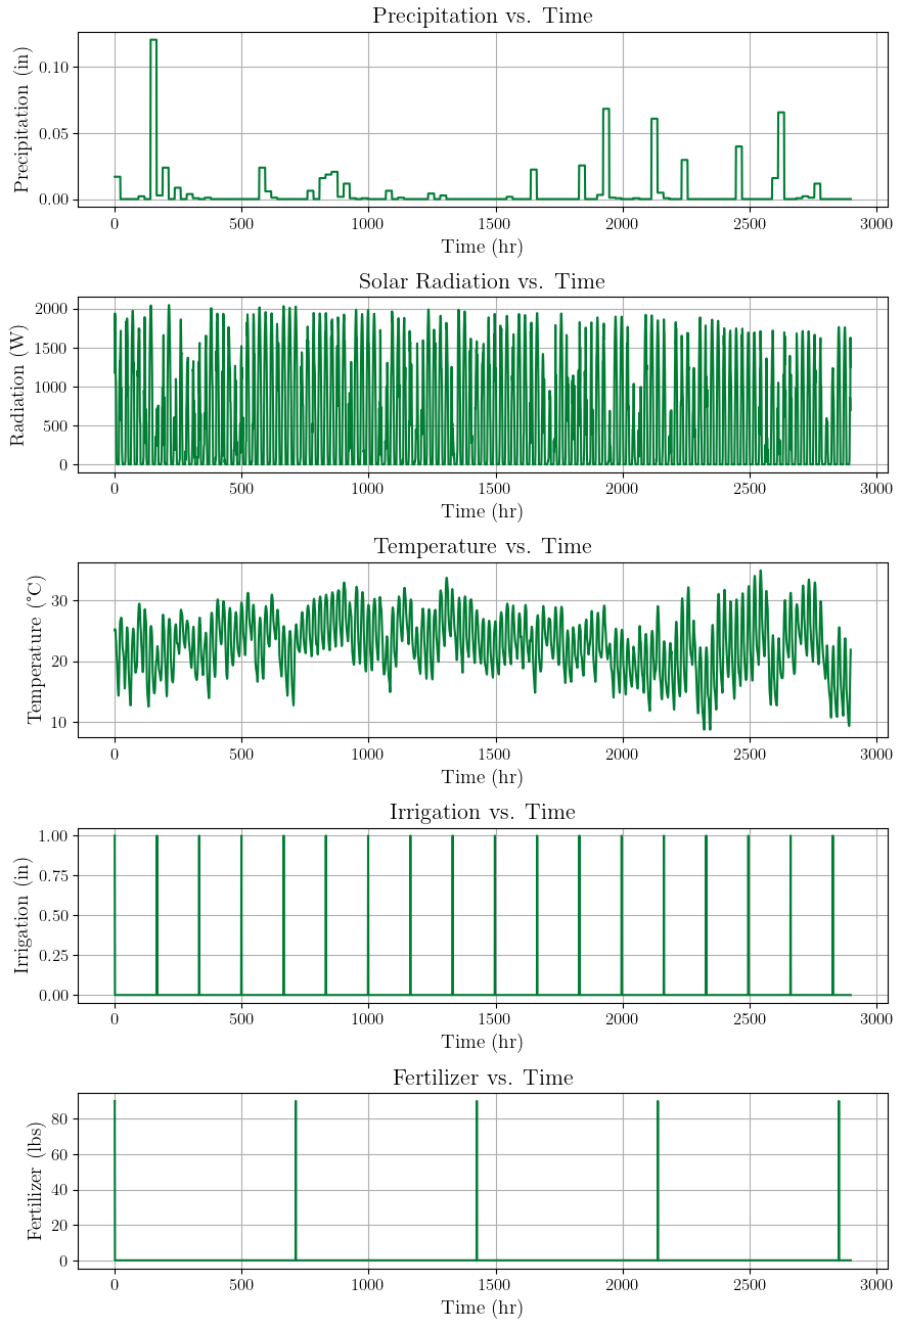 Precipitation vs. Time
Precipitation (in)
0.10
0.05
0.00
0 500 1000 1500 2000 2500 3000
Time (hr)
Solar Radiation vs. Time
Radiation (W)
2000
1500
1000
500
0
0 500 1000 1500 2000 2500 3000
Time (hr)
Temperature vs. Time
Temperature (°C)
30
20
10
0 500 1000 1500 2000 2500 3000
Time (hr)
Irrigation vs. Time
Irrigation (in)
1.00
0.75
0.50
0.25
0.00
0 500 1000 1500 2000 2500 3000
Time (hr)
Fertilizer vs. Time
Fertilizer (lbs)
80
60
40
20
0
0 500 1000 1500 2000 2500 3000
Time (hr)